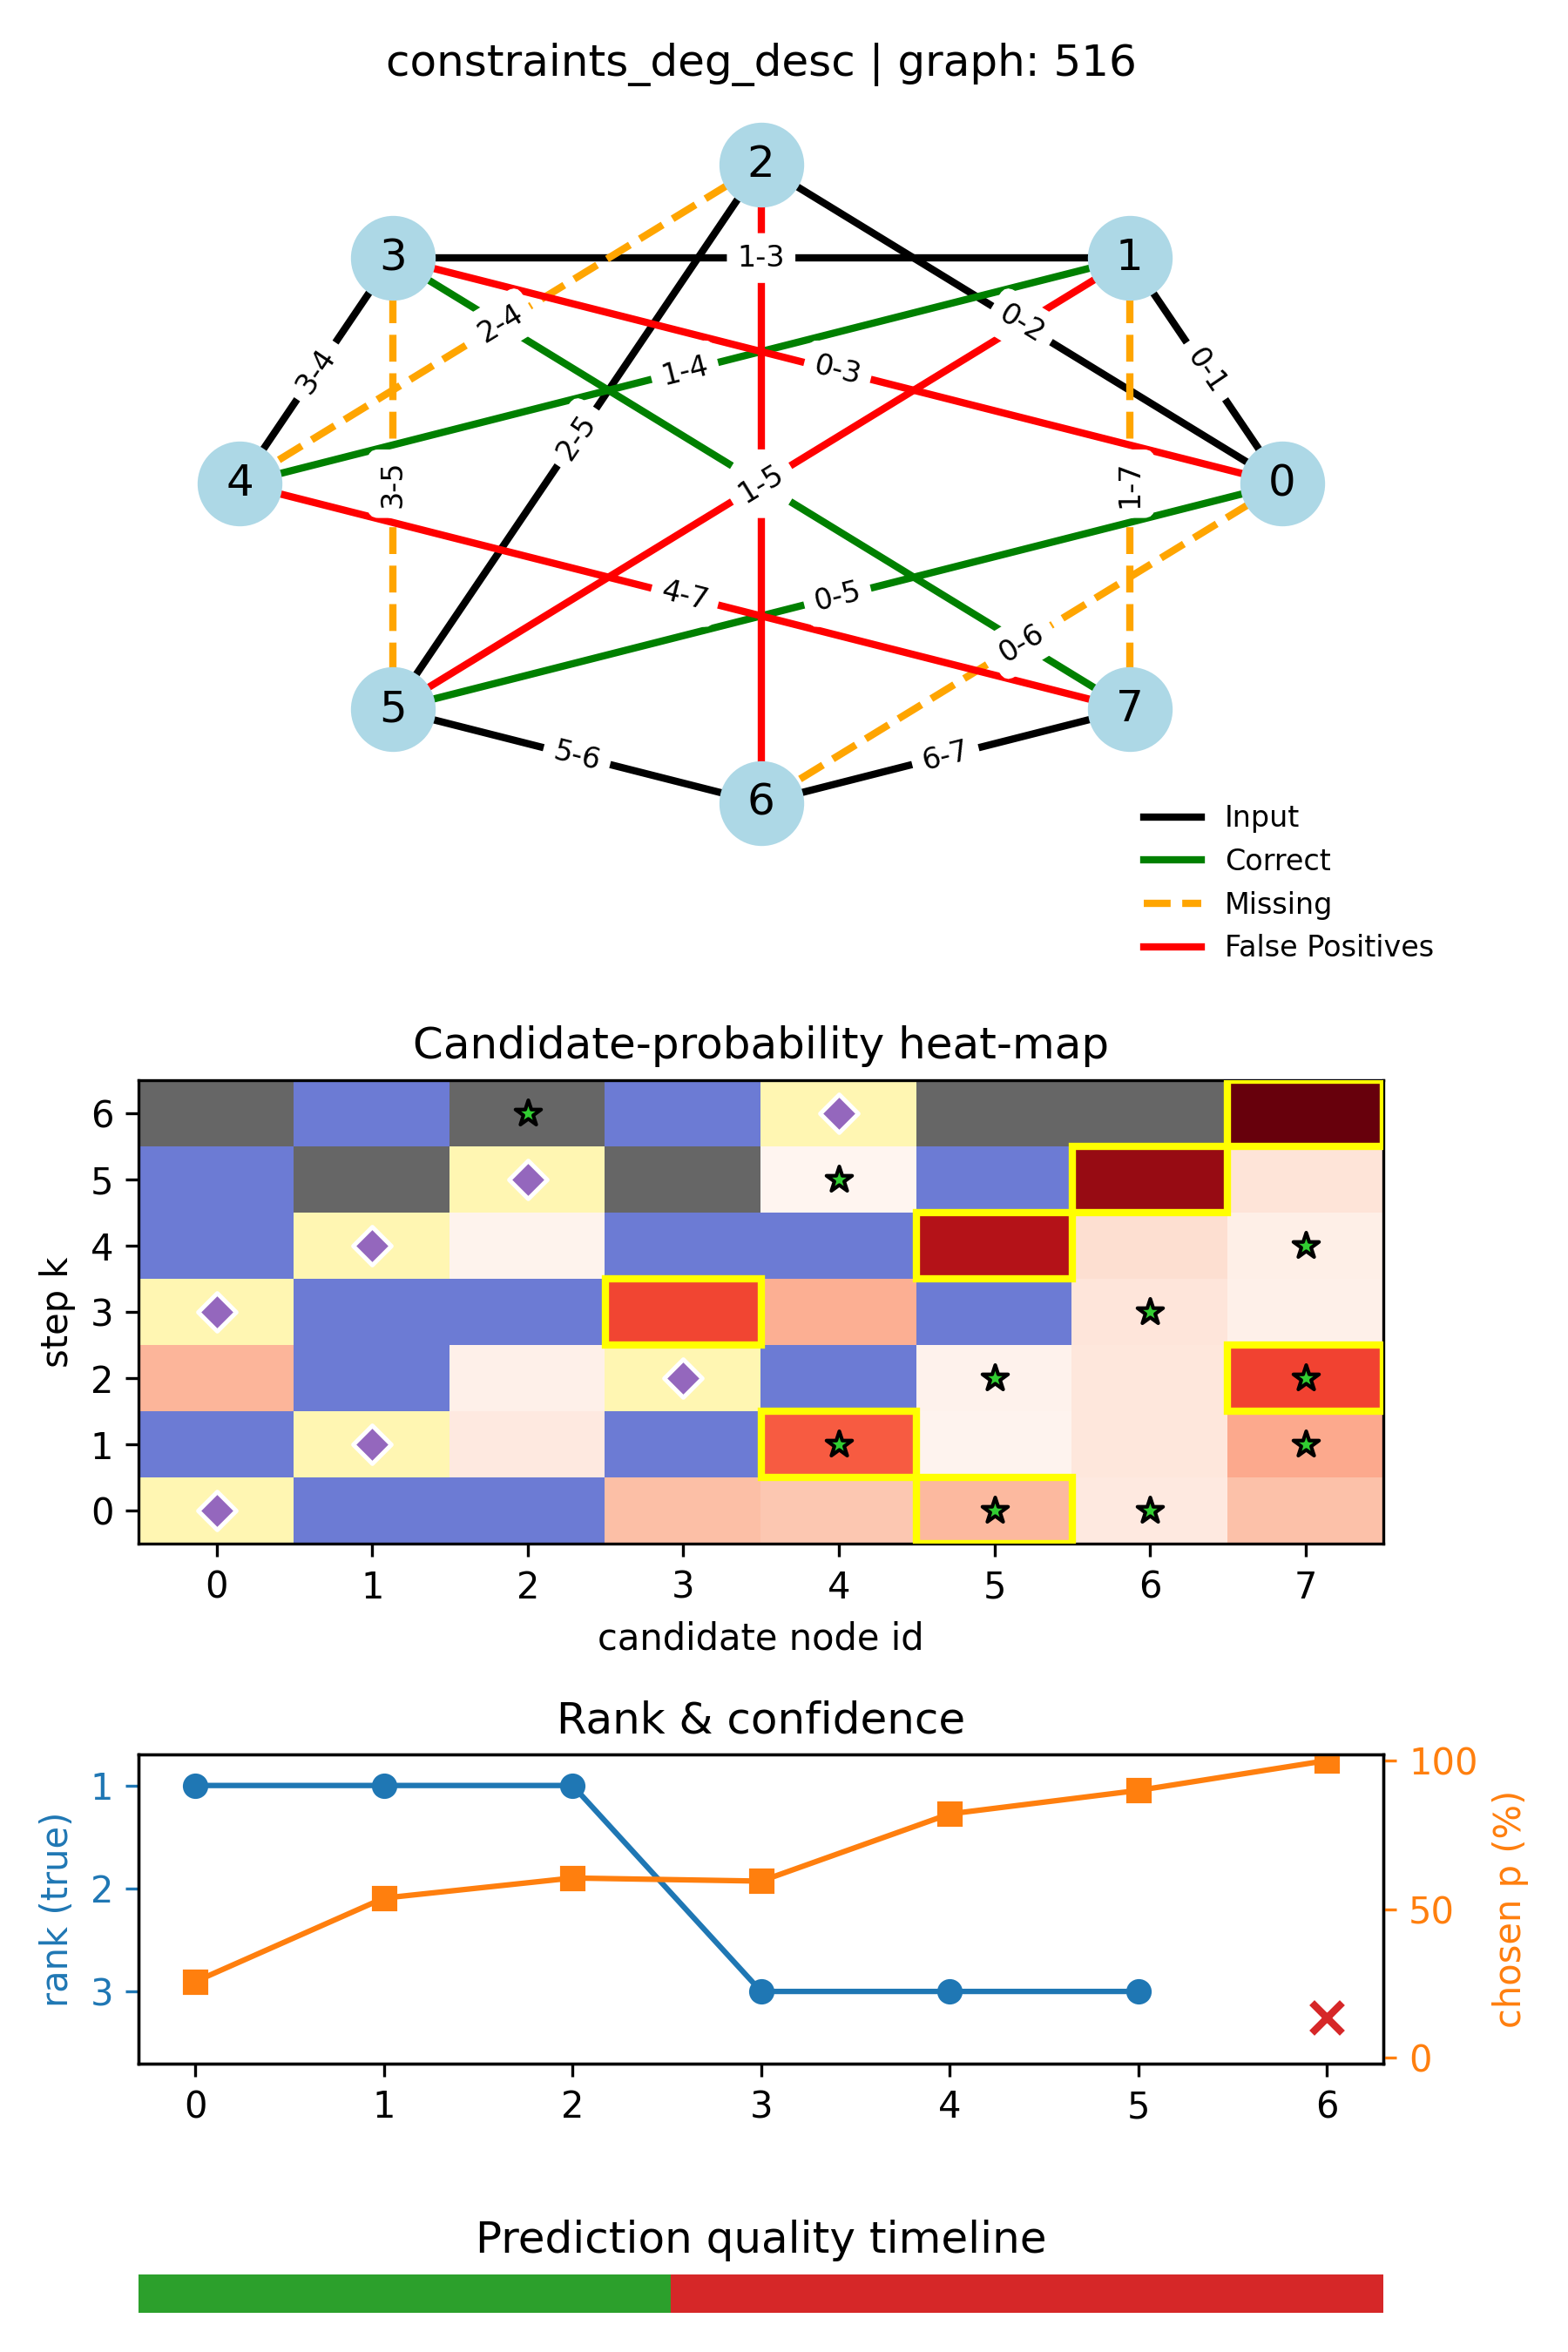 constraints_deg_desc | graph: 516
2
3
1-3
1
2-4
0-2
3-4
1-4
0-3
0-1
2-5
4
3-5
1-5
1-7
0
4-7
0-5
0-6
5
7
5-6
6-7
6
Input
Correct
Missing
False Positives
Candidate-probability heat-map
step k
6
5
4
3
2
1
0
0 1 2 3 4 5 6 7
candidate node id
Rank & confidence
rank (true)
1
2
3
100
50
0
chosen p (%)
0 1 2 3 4 5 6
Prediction quality timeline